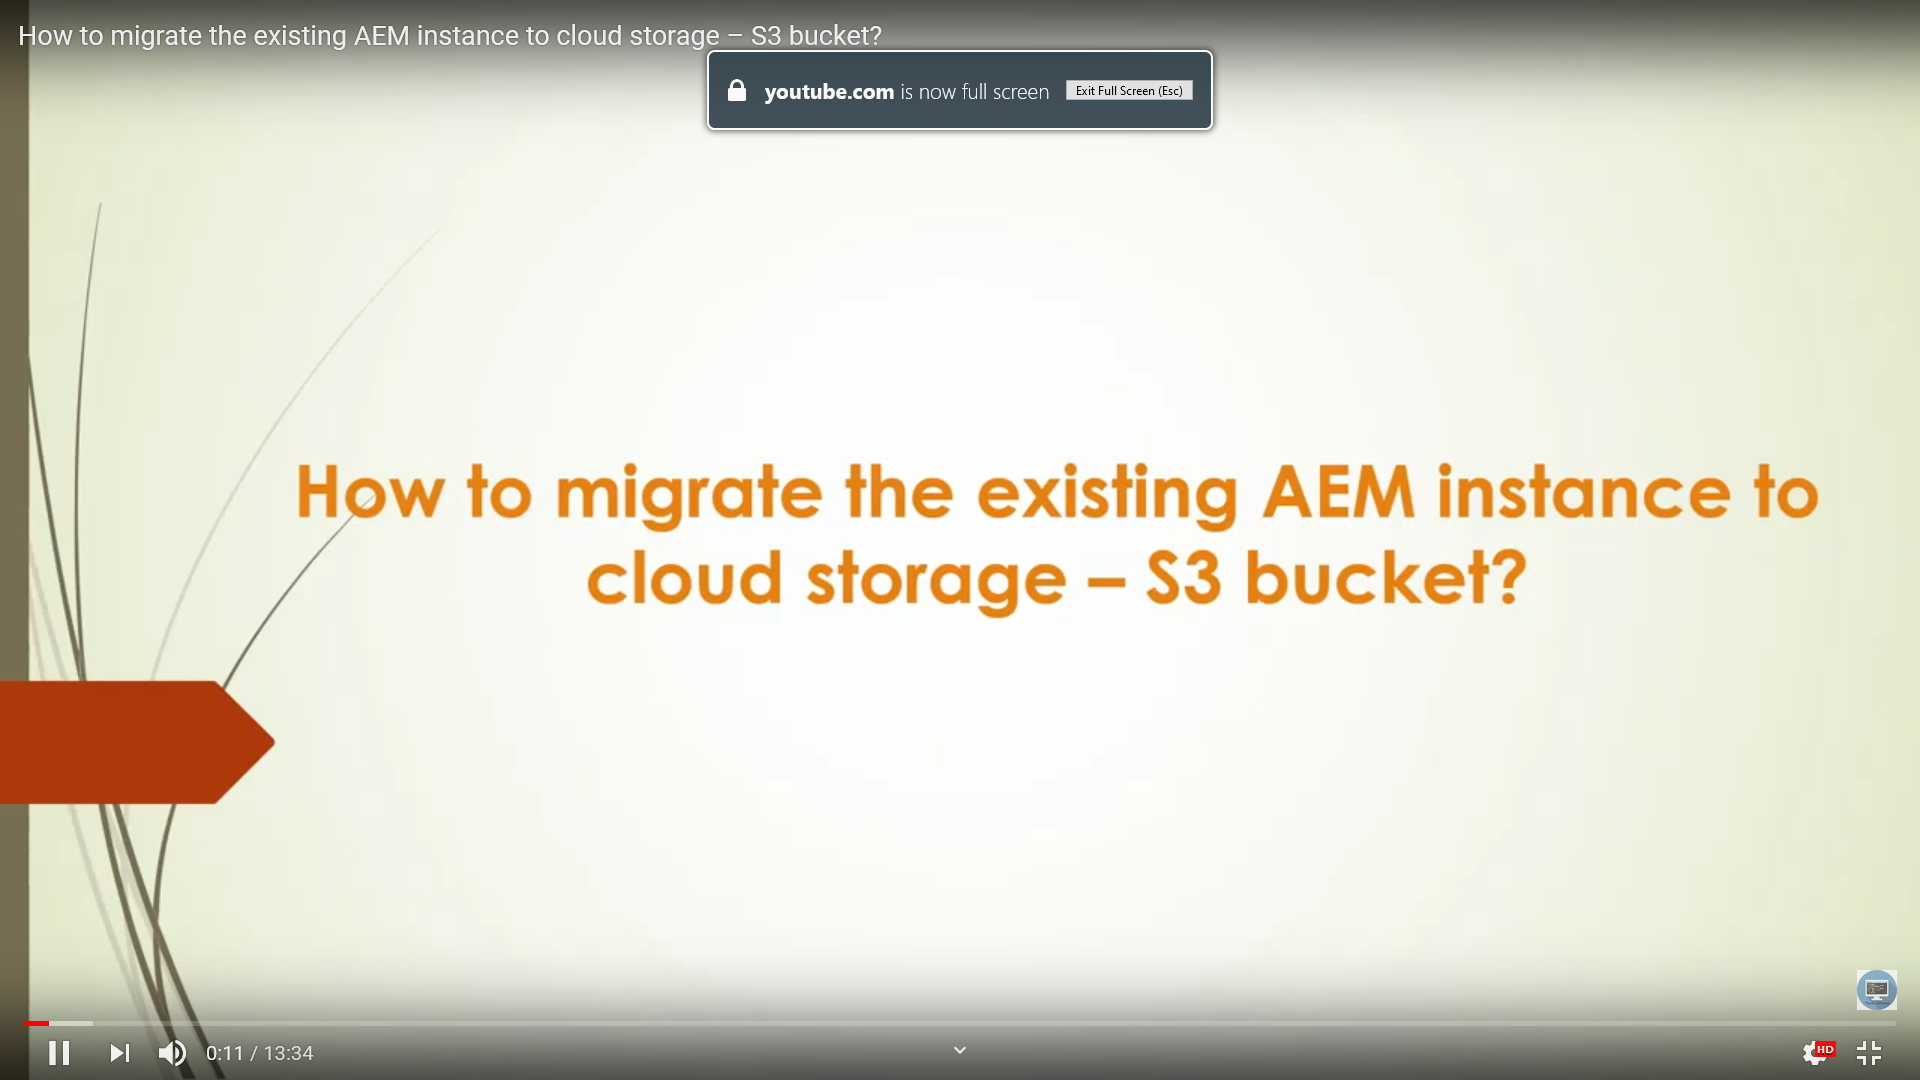 How to migrate the existing AEM instance to cloud storage – S3 bucket?
youtube.com is now full screen Exit Full Screen (Esc)
How to migrate the existing AEM instance to
cloud storage – S3 bucket?
0:11 / 13:34
HD